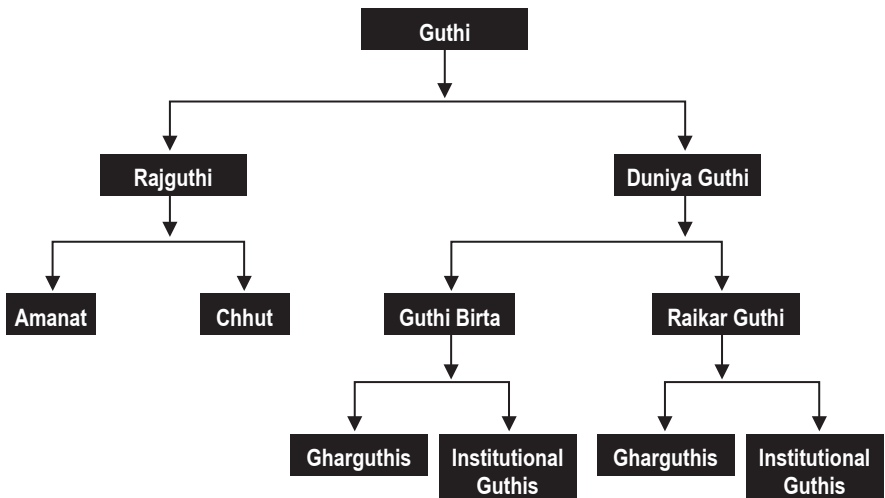 Guthi
Rajguthi
Duniya Guthi
Amanat
Chhut
Guthi Birta
Raikar Guthi
Gharguthis
Institutional
Guthis
Gharguthis
Institutional
Guthis